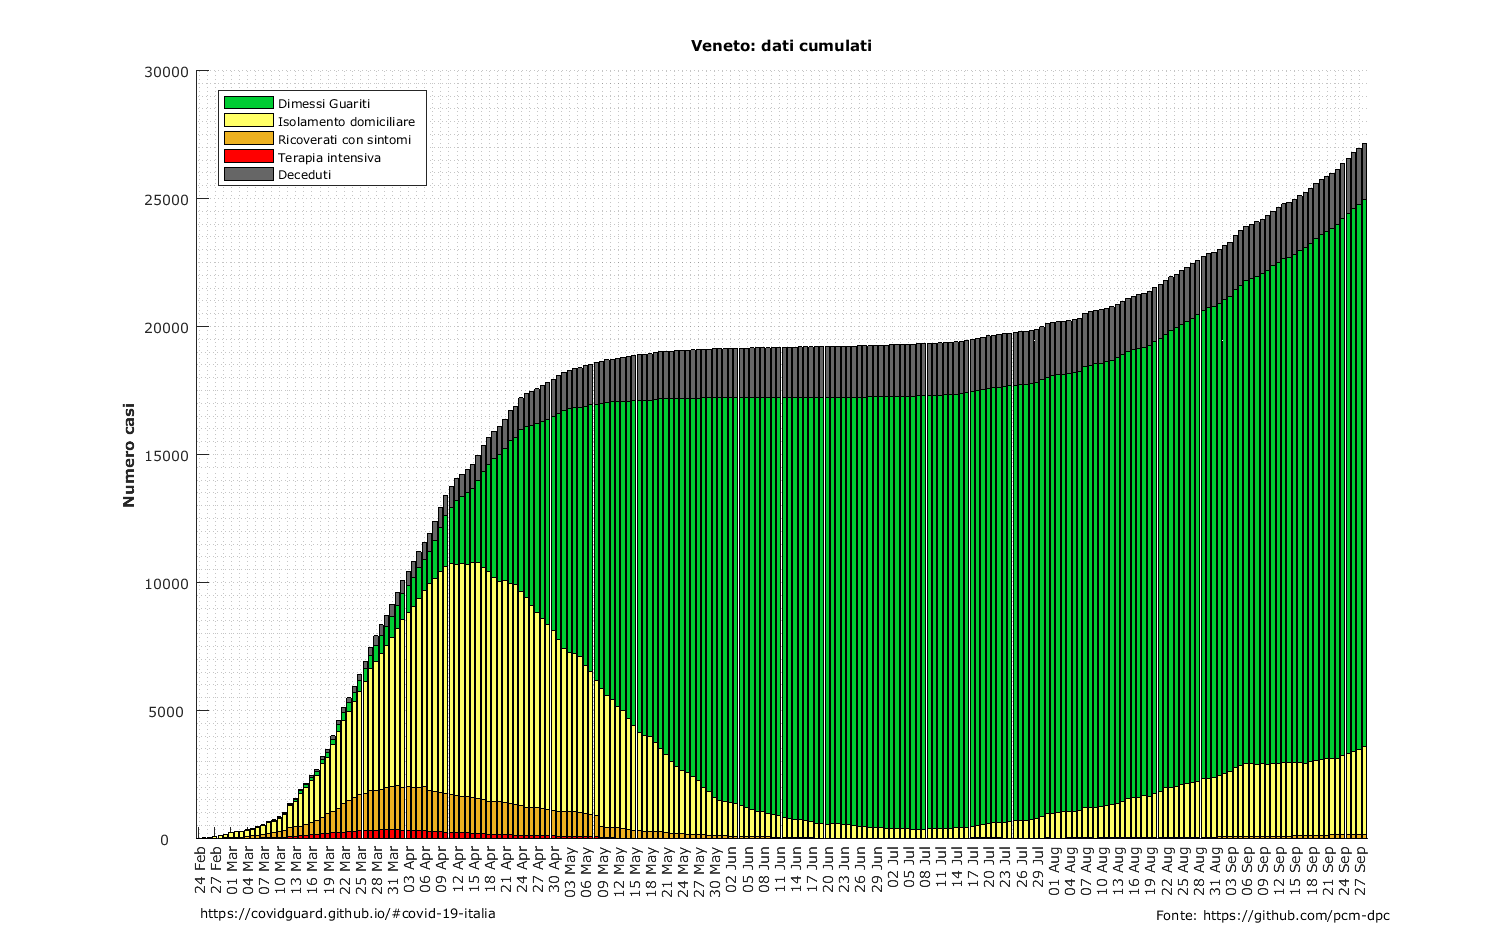 Veneto: dati cumulati
30000
25000
20000
15000
10000
5000
0
Numero casi
Dimessi Guariti
Isolamento domiciliare
Ricoverati con sintomi
Terapia intensiva
Deceduti
24 Feb
27 Feb
01 Mar
04 Mar
07 Mar
10 Mar
13 Mar
16 Mar
19 Mar
22 Mar
25 Mar
28 Mar
31 Mar
03 Apr
06 Apr
09 Apr
12 Apr
15 Apr
18 Apr
21 Apr
24 Apr
27 Apr
30 Apr
03 May
06 May
09 May
12 May
15 May
18 May
21 May
24 May
27 May
30 May
02 Jun
05 Jun
08 Jun
11 Jun
14 Jun
17 Jun
20 Jun
23 Jun
26 Jun
29 Jun
02 Jul
05 Jul
08 Jul
11 Jul
14 Jul
17 Jul
20 Jul
23 Jul
26 Jul
29 Jul
01 Aug
04 Aug
07 Aug
10 Aug
13 Aug
16 Aug
19 Aug
22 Aug
25 Aug
28 Aug
31 Aug
03 Sep
06 Sep
09 Sep
12 Sep
15 Sep
18 Sep
21 Sep
24 Sep
27 Sep
https://covidguard.github.io/#covid-19-italia
Fonte: https://github.com/pcm-dpc